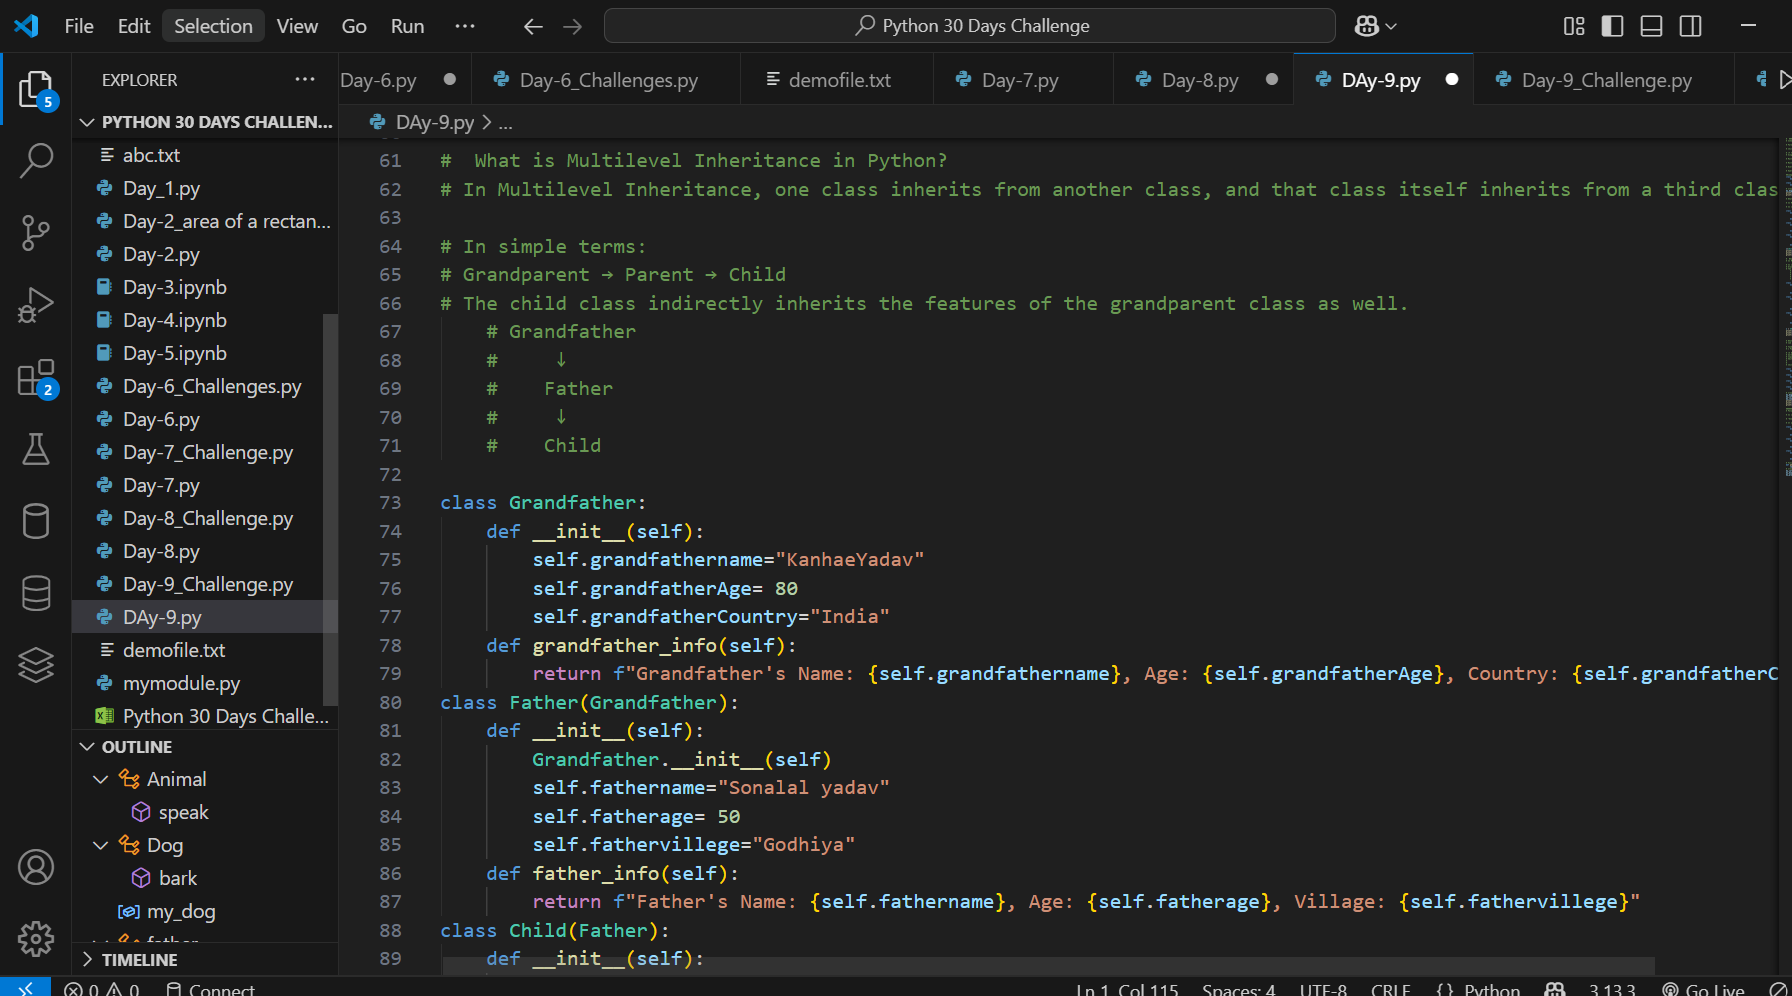 File Edit Selection View Go Run ···
Python 30 Days Challenge
EXPLORER ···
Day-6.py Day-6_Challenges.py demofile.txt Day-7.py Day-8.py DAy-9.py Day-9_Challenge.py
DAy-9.py > ...
5
2
PYTHON 30 DAYS CHALLEN...
abc.txt
Day_1.py
Day-2_area of a rectan...
Day-2.py
Day-3.ipynb
Day-4.ipynb
Day-5.ipynb
Day-6_Challenges.py
Day-6.py
Day-7_Challenge.py
Day-7.py
Day-8_Challenge.py
Day-8.py
Day-9_Challenge.py
DAy-9.py
demofile.txt
mymodule.py
Python 30 Days Challe...
OUTLINE
Animal
speak
Dog
bark
my_dog
father
TIMELINE
61 #  What is Multilevel Inheritance in Python?
62 # In Multilevel Inheritance, one class inherits from another class, and that class itself inherits from a third clas
63
64 # In simple terms:
65 # Grandparent → Parent → Child
66 # The child class indirectly inherits the features of the grandparent class as well.
67     # Grandfather
68     #     ↓
69     #    Father
70     #     ↓
71     #    Child
72
73 class Grandfather:
74     def __init__(self):
75         self.grandfathername="KanhaeYadav"
76         self.grandfatherAge= 80
77         self.grandfatherCountry="India"
78     def grandfather_info(self):
79         return f"Grandfather's Name: {self.grandfathername}, Age: {self.grandfatherAge}, Country: {self.grandfatherC
80 class Father(Grandfather):
81     def __init__(self):
82         Grandfather.__init__(self)
83         self.fathername="Sonalal yadav"
84         self.fatherage= 50
85         self.fathervillege="Godhiya"
86     def father_info(self):
87         return f"Father's Name: {self.fathername}, Age: {self.fatherage}, Village: {self.fathervillege}"
88 class Child(Father):
89     def __init__(self):
0 0 Connect Ln 1, Col 115 Spaces: 4 UTF-8 CRLF {} Python 3.13.3 Go Live